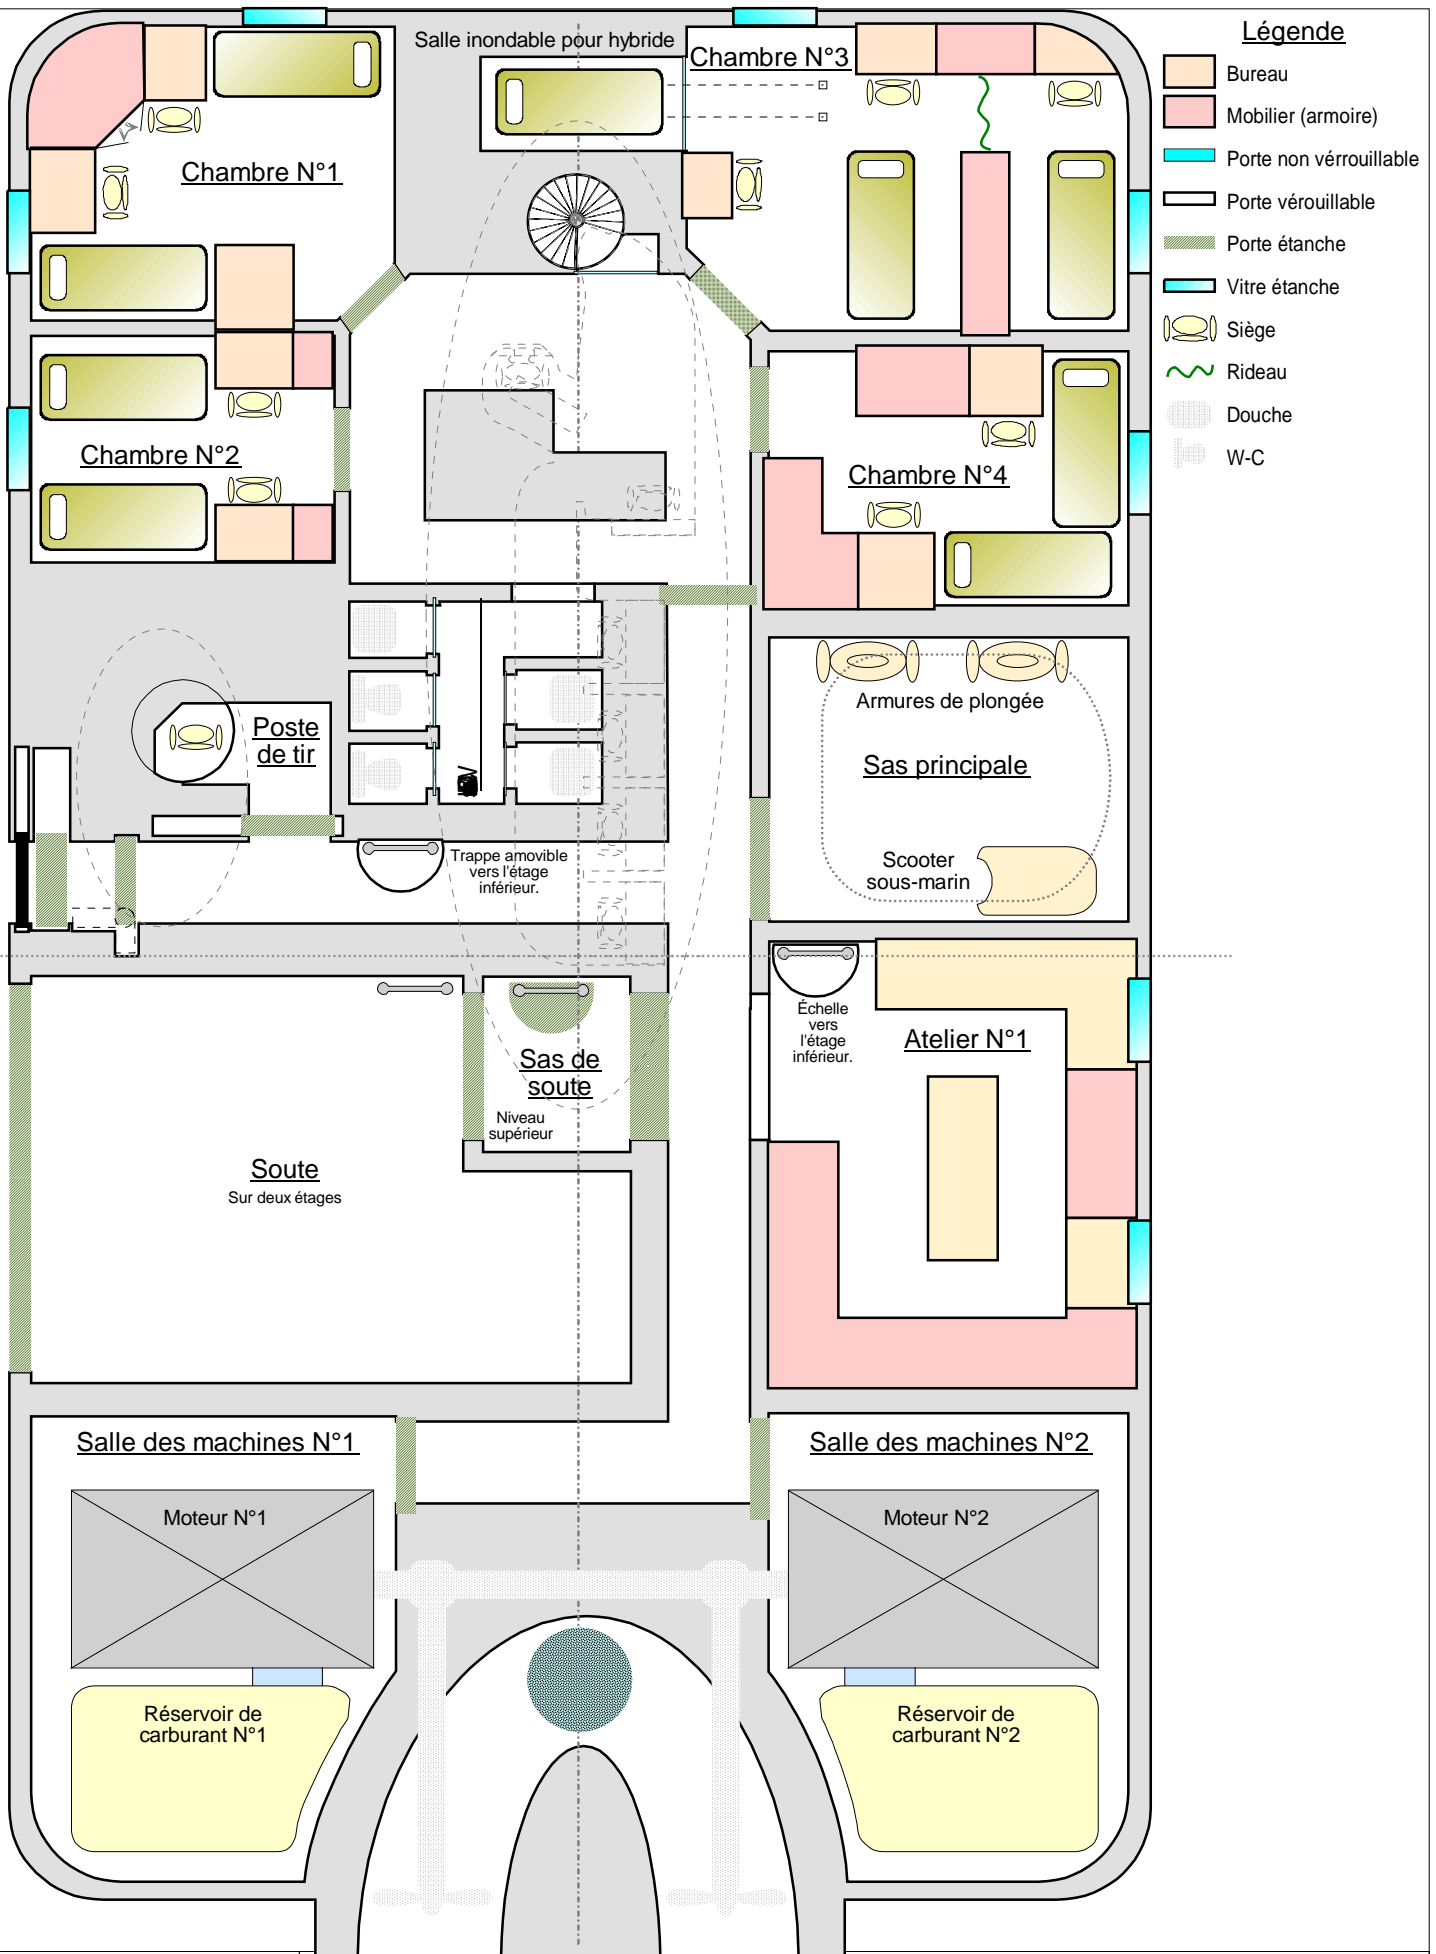 Salle inondable pour hybride
Chambre N°3
Chambre N°1
Légende
Bureau
Mobilier (armoire)
Porte non vérrouillable
Porte vérouillable
Porte étanche
Vitre étanche
Siège
Rideau
Douche
W-C
Chambre N°2
Chambre N°4
Poste
de tir
Armures de plongée
Sas principale
Scooter
sous-marin
Trappe amovible
vers l'étage
inférieur.
Échelle
vers
l'étage
inférieur.
Atelier N°1
Sas de
soute
Niveau
supérieur
Soute
Sur deux étages
Salle des machines N°1
Salle des machines N°2
Moteur N°1
Moteur N°2
Réservoir de
carburant N°1
Réservoir de
carburant N°2